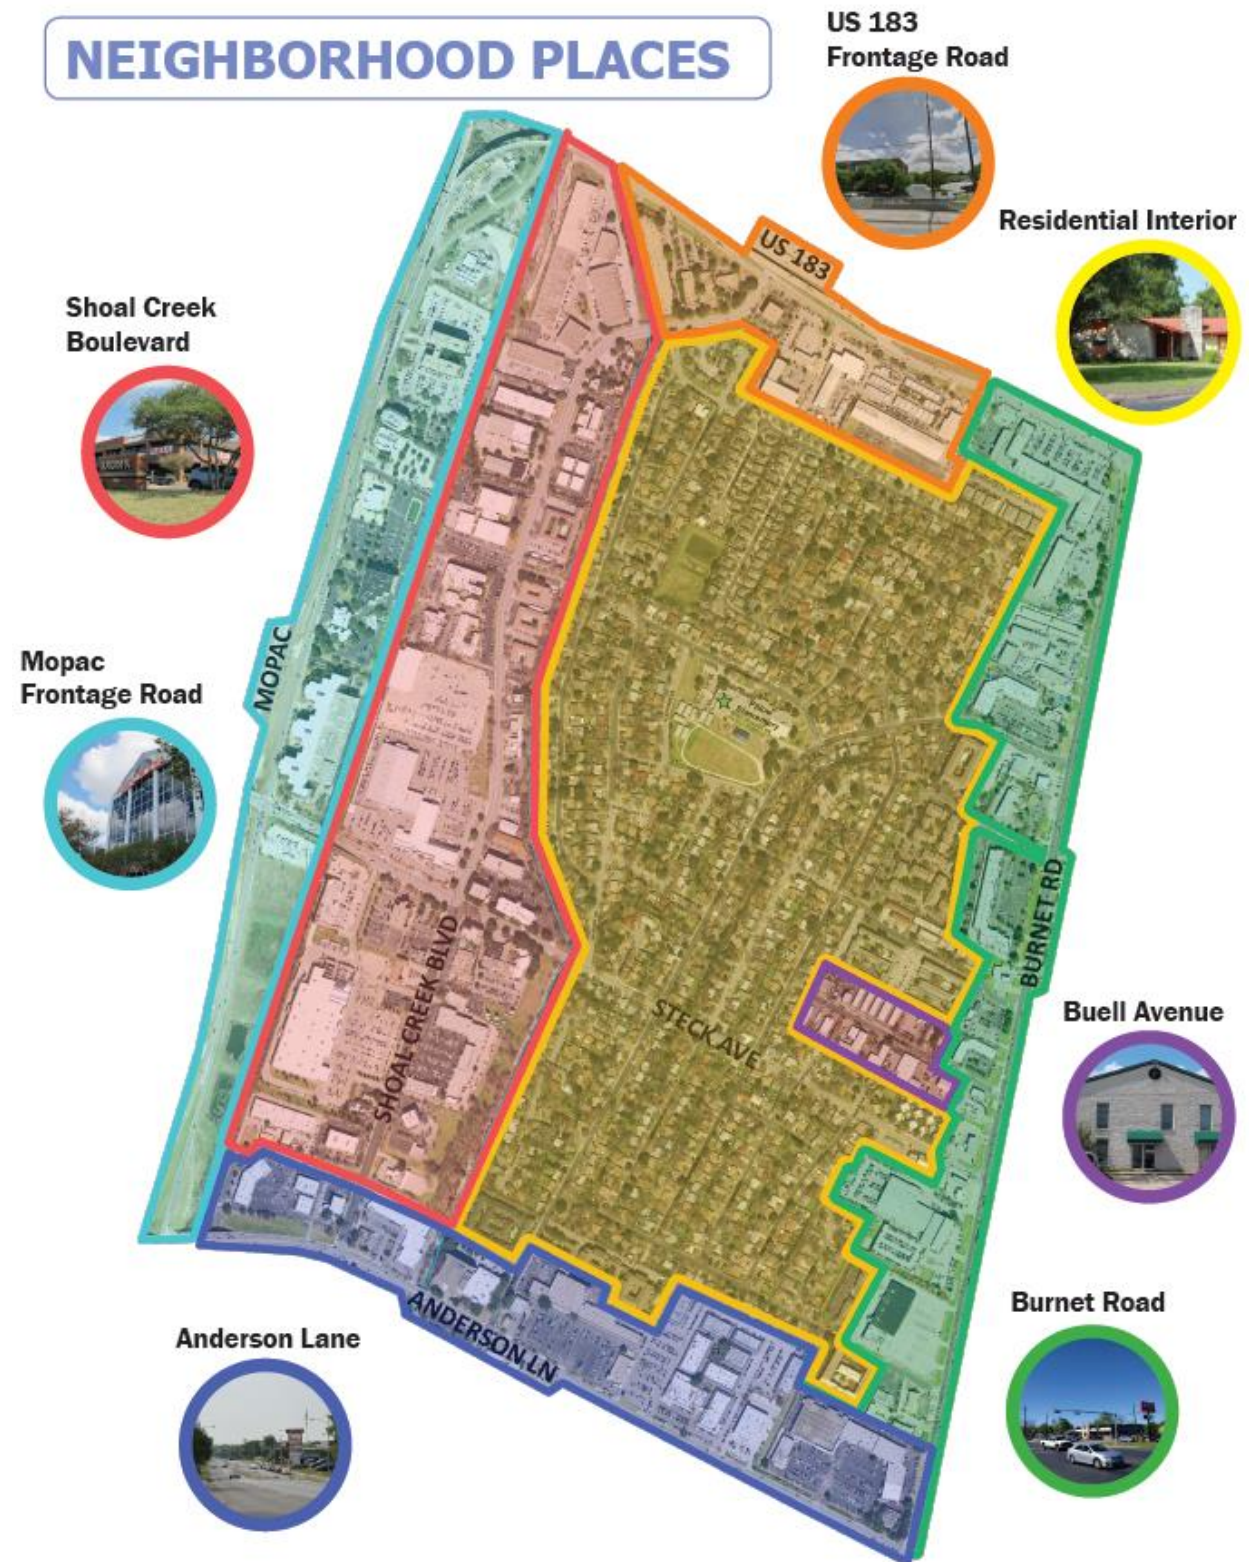 NEIGHBORHOOD PLACES
US 183
Frontage Road
Residential Interior
US 183
Shoal Creek
Boulevard
MOPAC
Mopac
Frontage Road
BURNET RD
SHOAL CREEK BLVD
STECK AVE
Buell Avenue
ANDERSON LN
Burnet Road
Anderson Lane